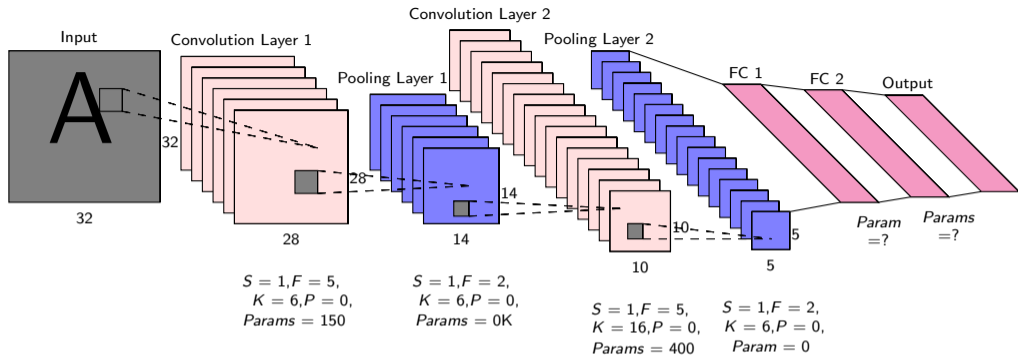 Input
A
32
32
Convolution Layer 1
28
28
S = 1,F = 5,
K = 6,P = 0,
Params = 150
Pooling Layer 1
14
14
S = 1,F = 2,
K = 6,P = 0,
Params = 0K
Convolution Layer 2
10
10
S = 1,F = 5,
K = 16,P = 0,
Params = 400
Pooling Layer 2
5
5
S = 1,F = 2,
K = 6,P = 0,
Param = 0
FC 1
Param
=?
FC 2
Params
=?
Output